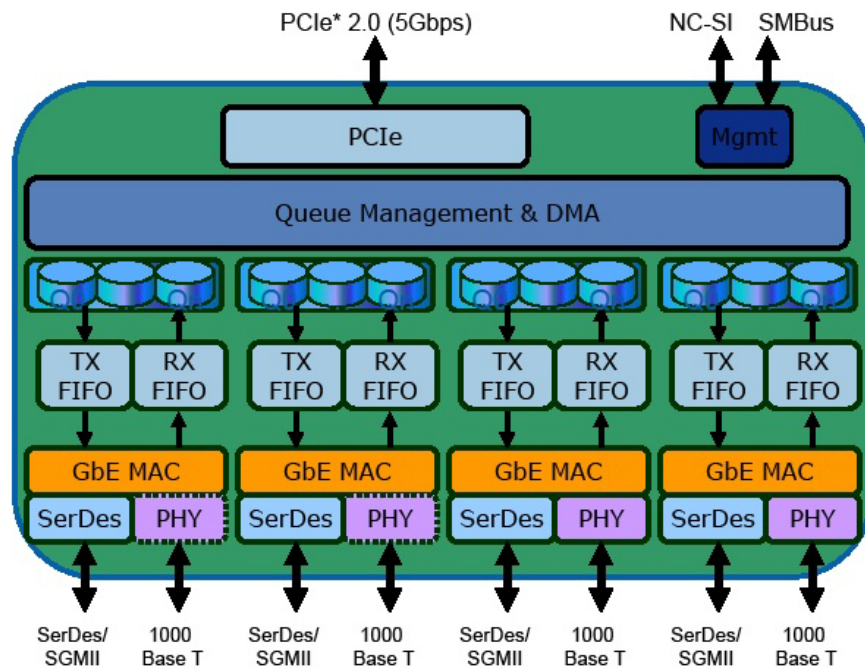 PCIe* 2.0 (5Gbps)
NC-SI
SMBus
PCIe
Mgmt
Queue Management & DMA
TX
FIFO
RX
FIFO
TX
FIFO
RX
FIFO
TX
FIFO
RX
FIFO
TX
FIFO
RX
FIFO
GbE MAC
GbE MAC
GbE MAC
GbE MAC
SerDes
PHY
SerDes
PHY
SerDes
PHY
SerDes
PHY
SerDes/
SGMII
1000
Base T
SerDes/
SGMII
1000
Base T
SerDes/
SGMII
1000
Base T
SerDes/
SGMII
1000
Base T